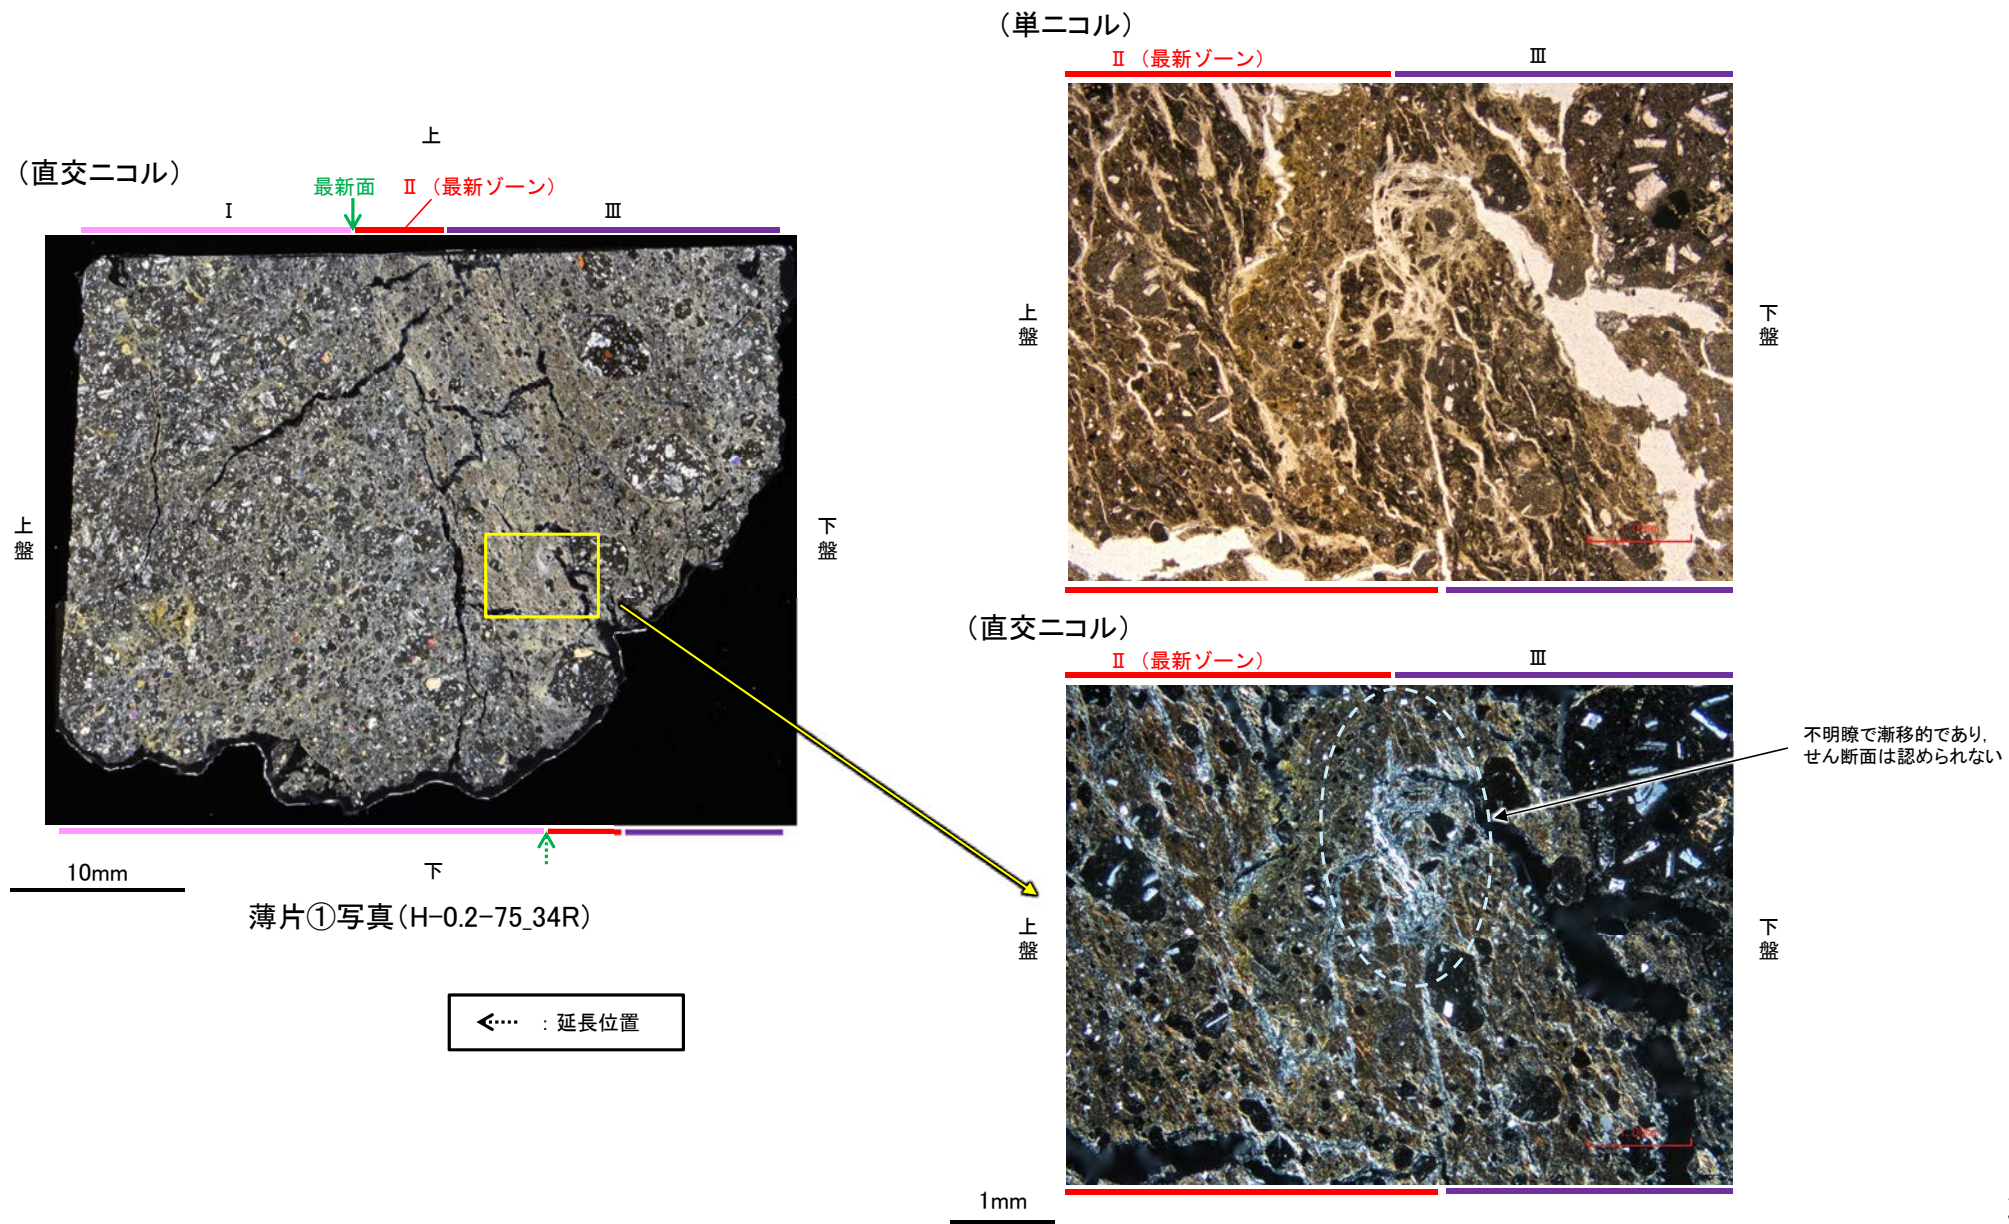 (単ニコル)
Ⅱ (最新ゾーン)
Ⅲ
上
(直交ニコル)
最新面
Ⅱ (最新ゾーン)
Ⅰ
Ⅲ
上盤
下盤
上盤
下盤
(直交ニコル)
Ⅱ (最新ゾーン)
Ⅲ
不明瞭で漸移的であり,
せん断面は認められない
10mm
下
薄片①写真(H-0.2-75_34R)
上盤
下盤
:延長位置
1mm